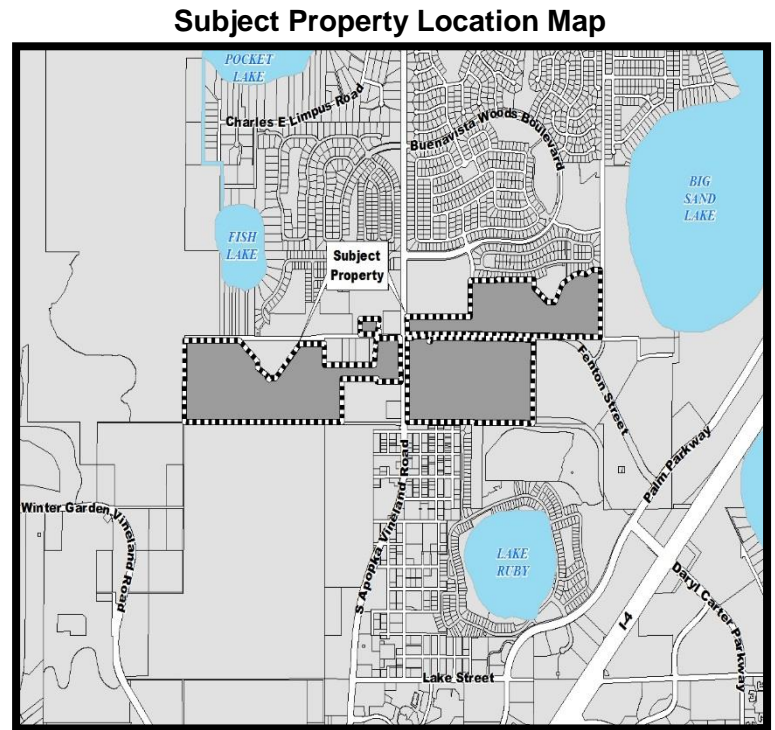 Subject Property Location Map
POCKET
LAKE
Charles E Limpus Road
Buenavista Woods Boulevard
BIG
SAND
LAKE
FISH
LAKE
Subject
Property
Fenton Street
Palm Parkway
Winter Garden Vineland Road
S Apopka Vineland Road
LAKE
RUBY
I-4
Daryl Carter Parkway
Lake Street